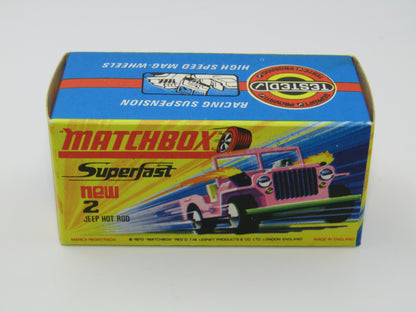 RACING SUSPENSION
HIGH SPEED MAG. WHEELS
TESTED
MATCHBOX
Superfast
new
2
JEEP HOT ROD
MARCA REGISTRADA
© 1970 "MATCHBOX" REG'D T.M. LESNEY PRODUCTS & CO. LTD. LONDON ENGLAND
MADE IN ENGLAND